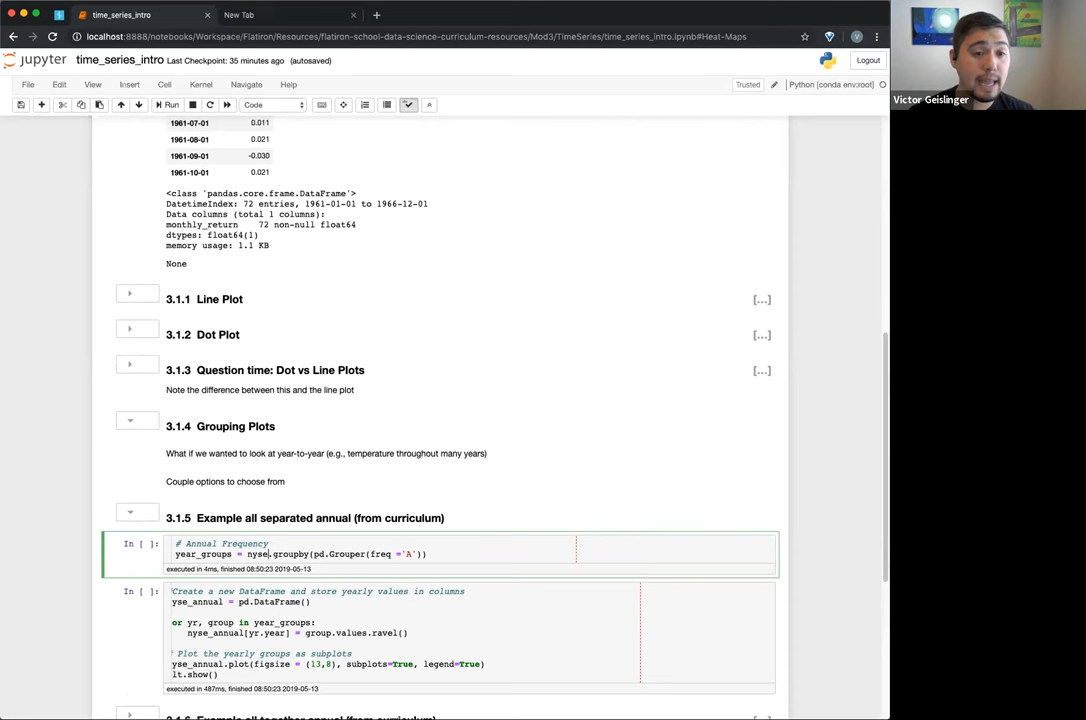 time_series_intro
New Tab
localhost:8888/notebooks/Workspace/Flatiron/Resources/flatiron-school-data-science-curriculum-resources/Mod3/TimeSeries/time_series_intro.ipynb#Heat-Maps
V
jupyter time_series_intro Last Checkpoint: 35 minutes ago (autosaved)
Logout
File Edit View Insert Cell Kernel Navigate Help
Trusted
Python [conda env:root]
Run
Code
Victor Geislinger
1961-07-01 0.011
1961-08-01 0.021
1961-09-01 -0.030
1961-10-01 0.021
<class 'pandas.core.frame.DataFrame'>
DatetimeIndex: 72 entries, 1961-01-01 to 1966-12-01
Data columns (total 1 columns):
monthly_return 72 non-null float64
dtypes: float64(1)
memory usage: 1.1 KB
None
3.1.1 Line Plot
[...]
3.1.2 Dot Plot
[...]
3.1.3 Question time: Dot vs Line Plots
[...]
Note the difference between this and the line plot
3.1.4 Grouping Plots
What if we wanted to look at year-to-year (e.g., temperature throughout many years)
Couple options to choose from
3.1.5 Example all separated annual (from curriculum)
In [ ]:
# Annual Frequency
year_groups = nyse.groupby(pd.Grouper(freq ='A'))
executed in 4ms, finished 08:50:23 2019-05-13
In [ ]:
Create a new DataFrame and store yearly values in columns
yse_annual = pd.DataFrame()
or yr, group in year_groups:
nyse_annual[yr.year] = group.values.ravel()
# Plot the yearly groups as subplots
yse_annual.plot(figsize = (13,8), subplots=True, legend=True)
lt.show()
executed in 487ms, finished 08:50:23 2019-05-13
3.1.6 Example all together annual (from curriculum)